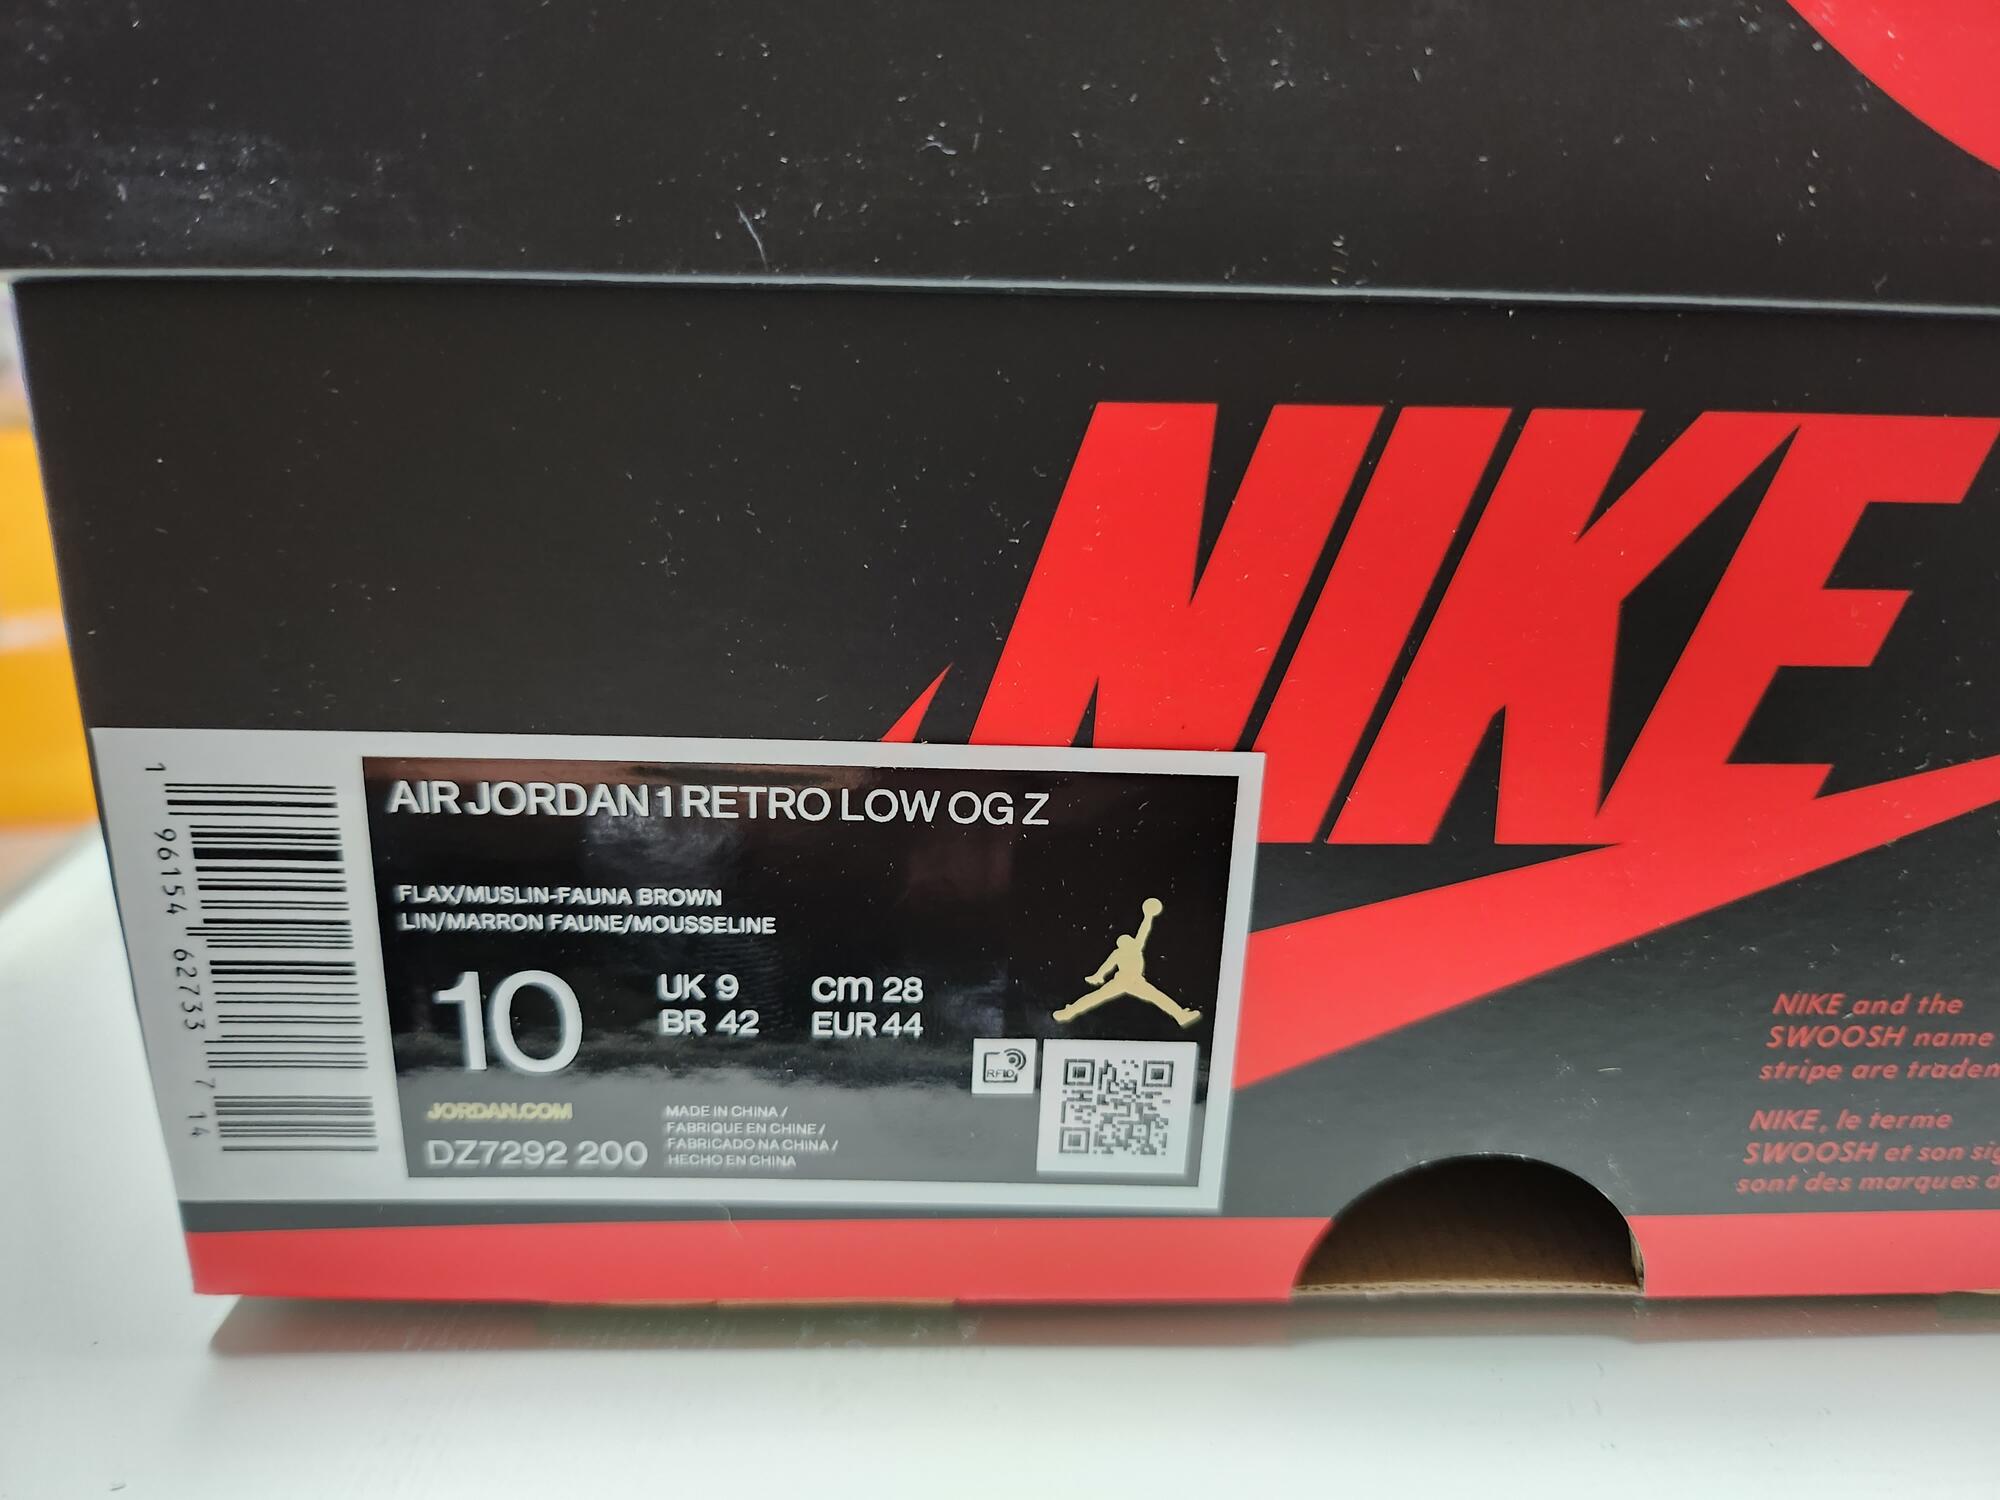 NIKE
AIR JORDAN 1 RETRO LOW OG Z
FLAX/MUSLIN-FAUNA BROWN
LIN/MARRON FAUNE/MOUSSELINE
10
UK 9
BR 42
cm 28
EUR 44
RFID
JORDAN.COM
DZ7292 200
MADE IN CHINA /
FABRIQUE EN CHINE /
FABRICADO NA CHINA /
HECHO EN CHINA
1 96154 62733 7 14
NIKE and the
SWOOSH name
stripe are
NIKE, le terme
SWOOSH et son
sont des marques